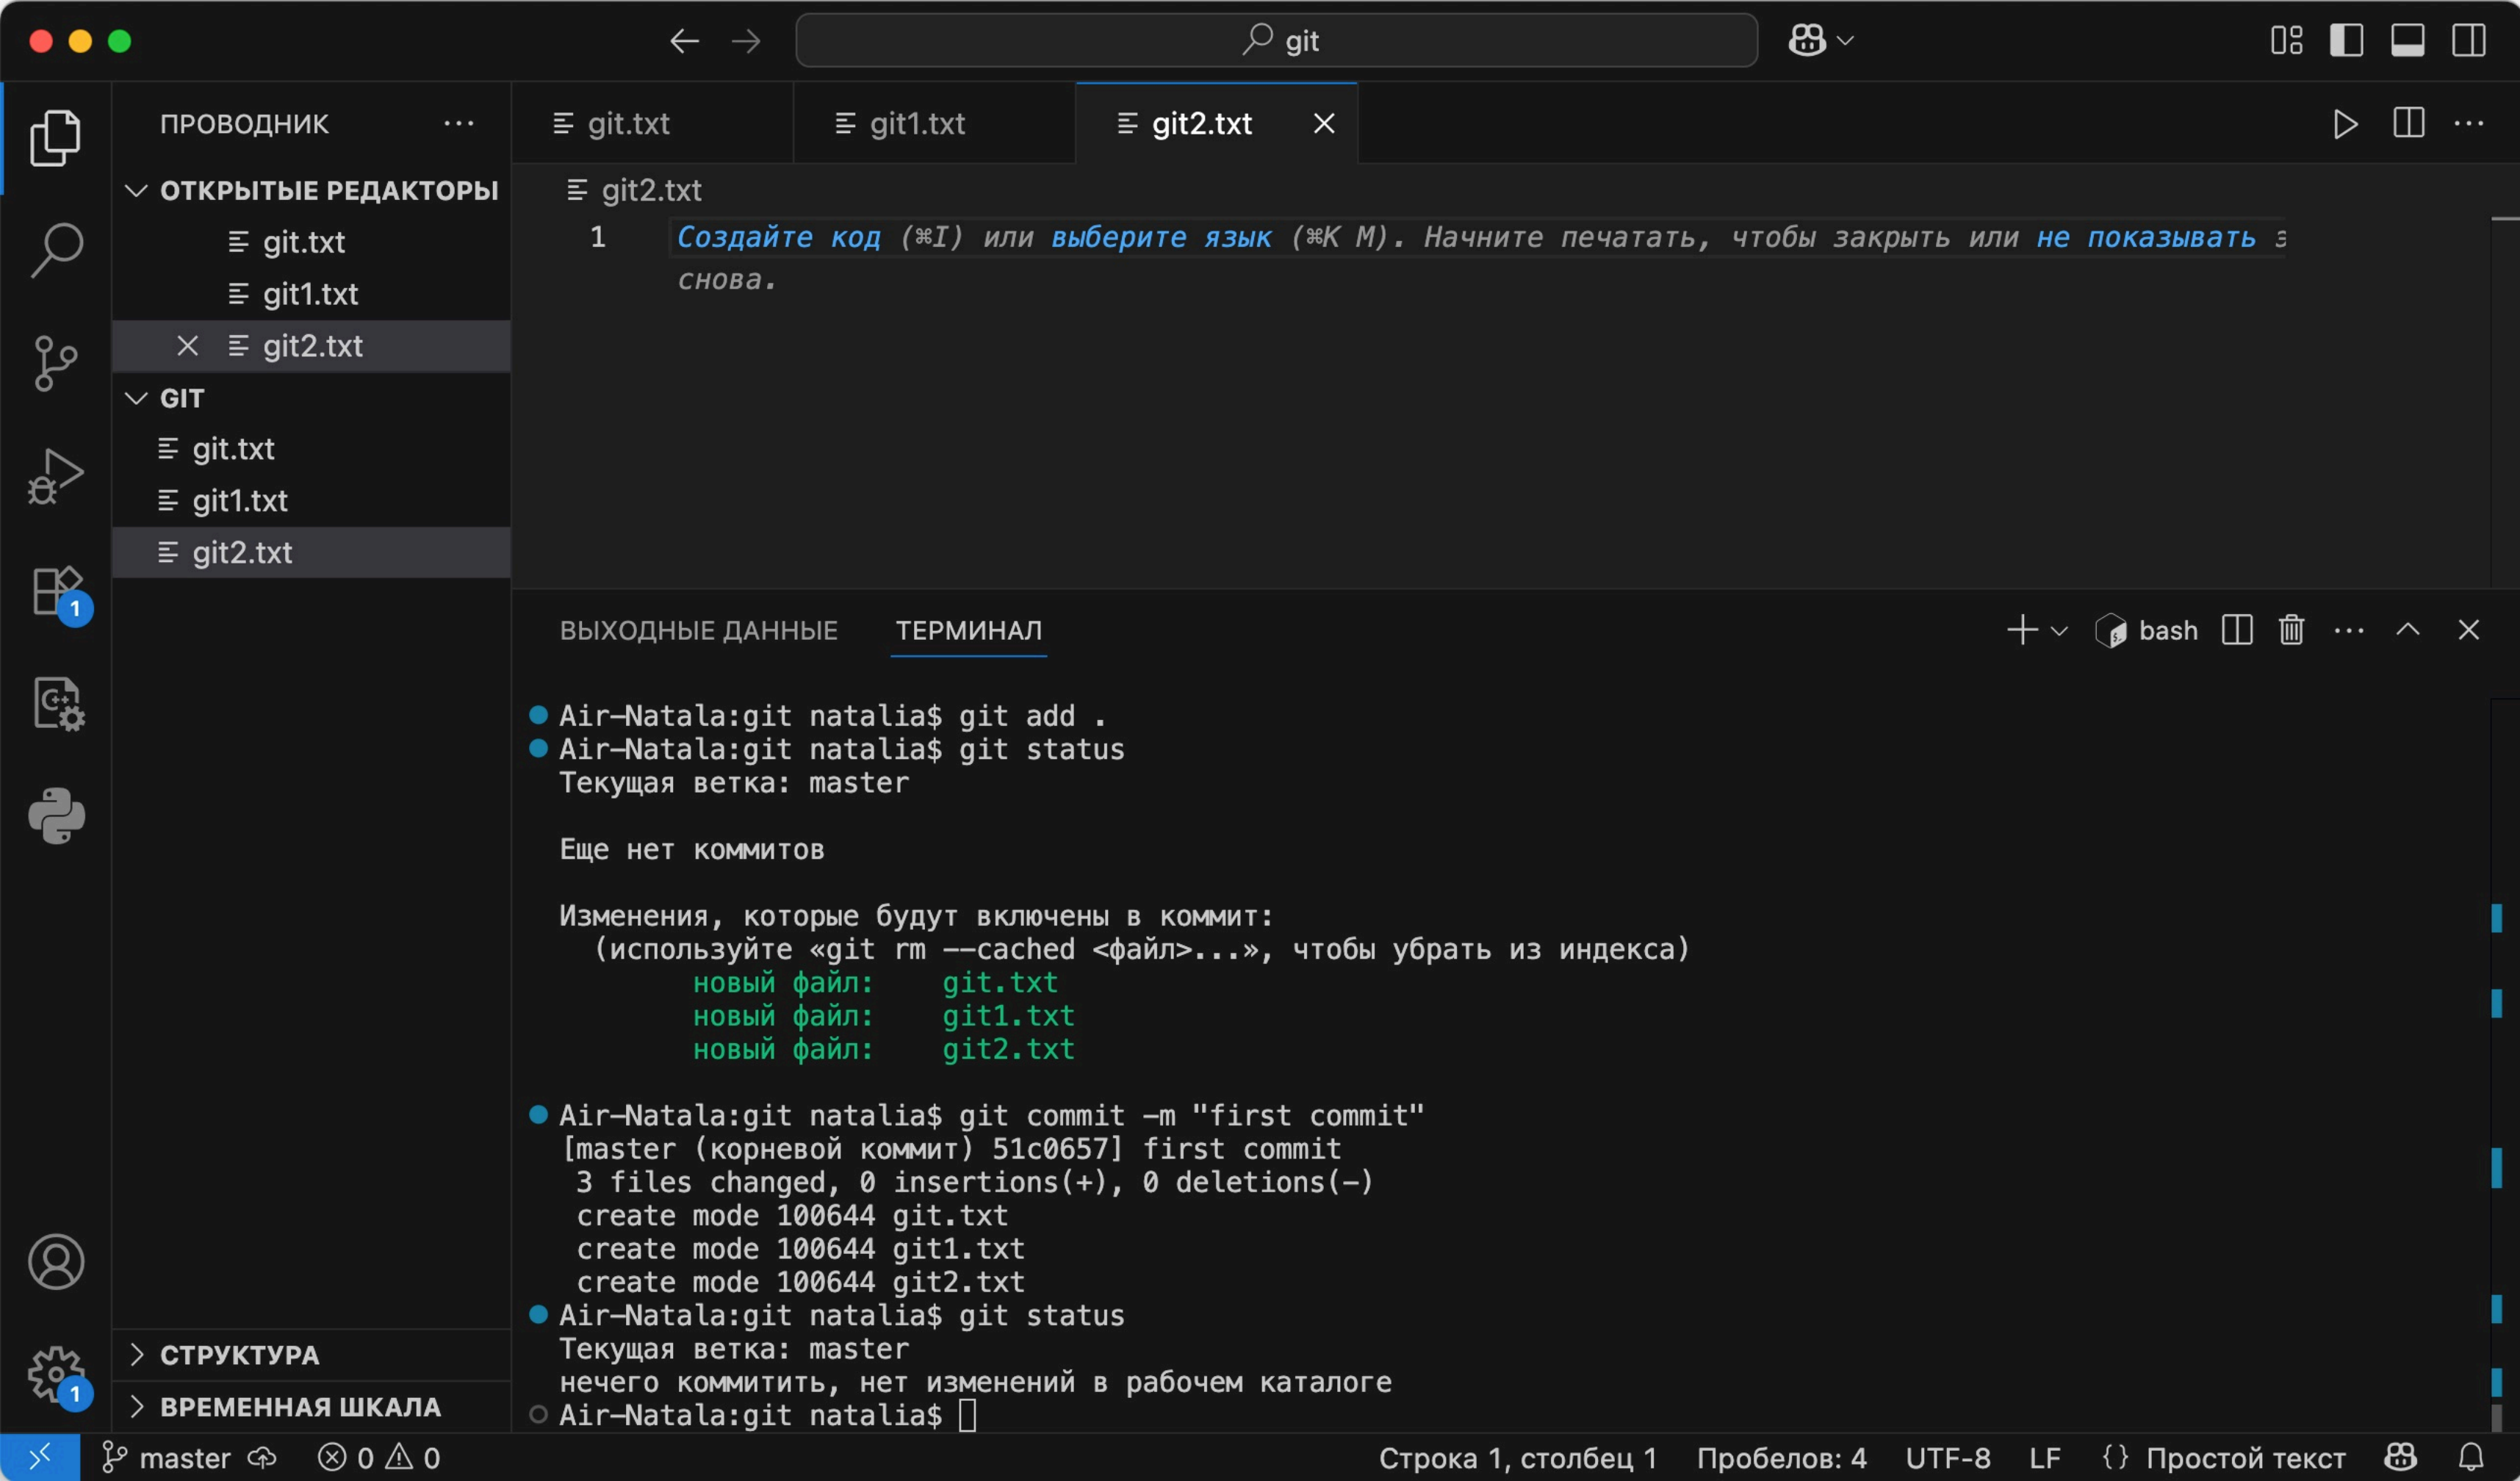 git
ПРОВОДНИК
git.txt
git1.txt
git2.txt
ОТКРЫТЫЕ РЕДАКТОРЫ
git.txt
git1.txt
git2.txt
GIT
git.txt
git1.txt
git2.txt
1
1
СТРУКТУРА
ВРЕМЕННАЯ ШКАЛА
git2.txt
1 Создайте код (⌘I) или выберите язык (⌘K M). Начните печатать, чтобы закрыть или не показывать
снова.
ВЫХОДНЫЕ ДАННЫЕ ТЕРМИНАЛ
bash
Air-Natala:git natalia$ git add .
Air-Natala:git natalia$ git status
Текущая ветка: master
Еще нет коммитов
Изменения, которые будут включены в коммит:
(используйте «git rm --cached <файл>...», чтобы убрать из индекса)
новый файл: git.txt
новый файл: git1.txt
новый файл: git2.txt
Air-Natala:git natalia$ git commit -m "first commit"
[master (корневой коммит) 51c0657] first commit
3 files changed, 0 insertions(+), 0 deletions(-)
create mode 100644 git.txt
create mode 100644 git1.txt
create mode 100644 git2.txt
Air-Natala:git natalia$ git status
Текущая ветка: master
нечего коммитить, нет изменений в рабочем каталоге
Air-Natala:git natalia$
master 0 0 Строка 1, столбец 1 Пробелов: 4 UTF-8 LF {} Простой текст